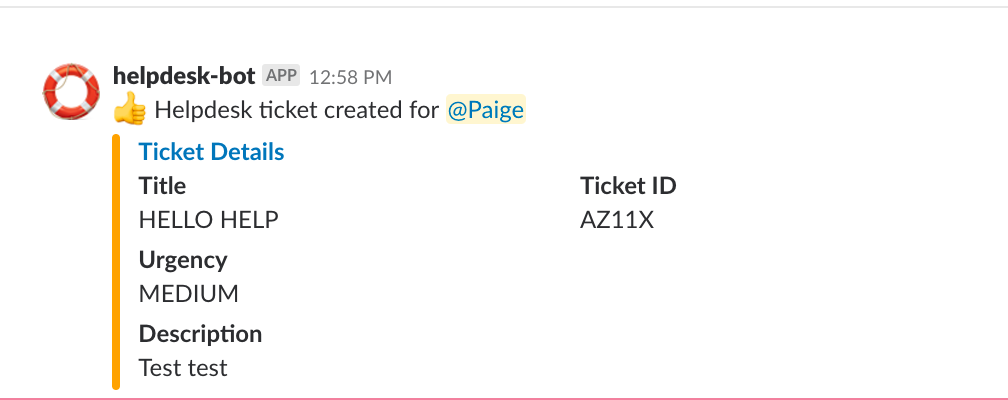 helpdesk-bot APP 12:58 PM
Helpdesk ticket created for @Paige
Ticket Details
Title Ticket ID
HELLO HELP AZ11X
Urgency
MEDIUM
Description
Test test